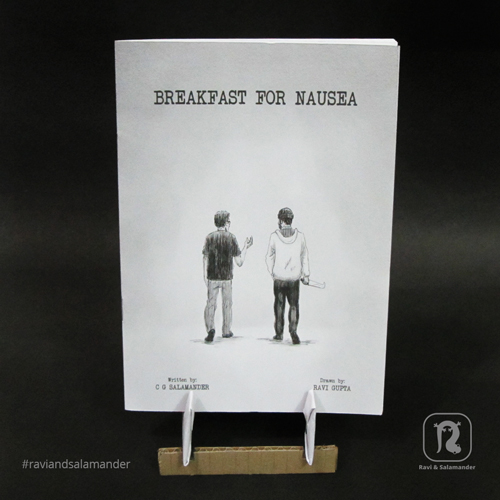 BREAKFAST FOR NAUSEA
Written by:
C G SALAMANDER
Drawn by:
RAVI GUPTA
#raviandsalamander
Ravi & Salamander